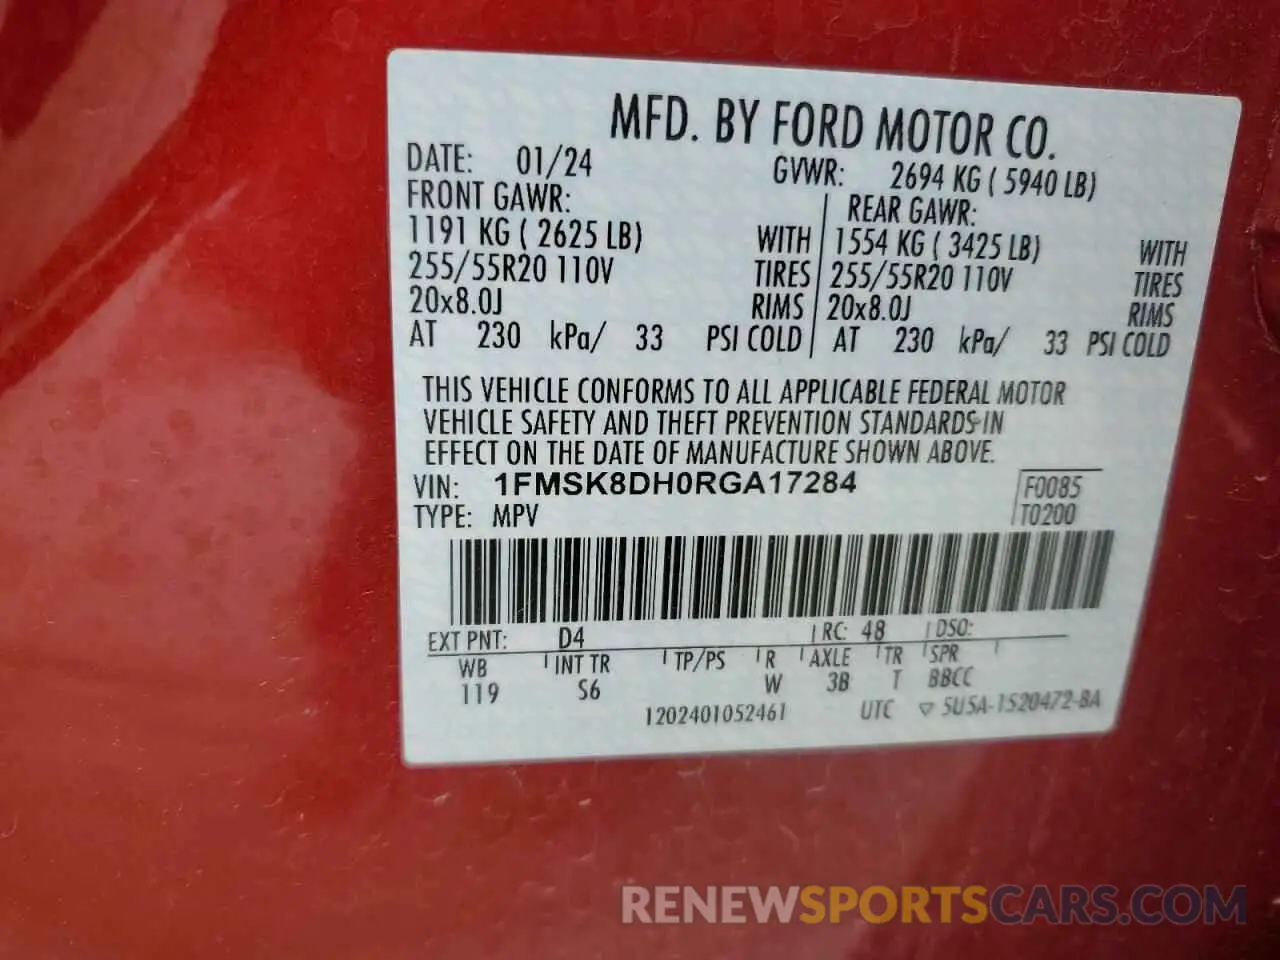 MFD. BY FORD MOTOR CO.
DATE: 01/24 GVWR: 2694 KG ( 5940 LB)
FRONT GAWR: REAR GAWR:
1191 KG ( 2625 LB) WITH 1554 KG ( 3425 LB) WITH
255/55R20 110V TIRES 255/55R20 110V TIRES
20x8.0J RIMS 20x8.0J RIMS
AT 230 kPa/ 33 PSI COLD AT 230 kPa/ 33 PSI COLD
THIS VEHICLE CONFORMS TO ALL APPLICABLE FEDERAL MOTOR
VEHICLE SAFETY AND THEFT PREVENTION STANDARDS IN
EFFECT ON THE DATE OF MANUFACTURE SHOWN ABOVE.
VIN: 1FMSK8DH0RGA17284 F0085
TYPE: MPV T0200
EXT PNT: D4 RC: 48 DSO:
WB INT TR TP/PS R AXLE TR SPR
119 S6 W 3B T BBCC
1202401052461 UTC ▽ 5U5A-1520472-BA
RENEWSPORTSCARS.COM